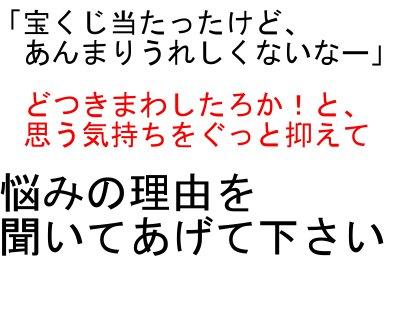 「宝くじ当たったけど、
あんまりうれしくないなー」
どつきまわしたろか!と、
思う気持ちをぐっと抑えて
悩みの理由を
聞いてあげて下さい